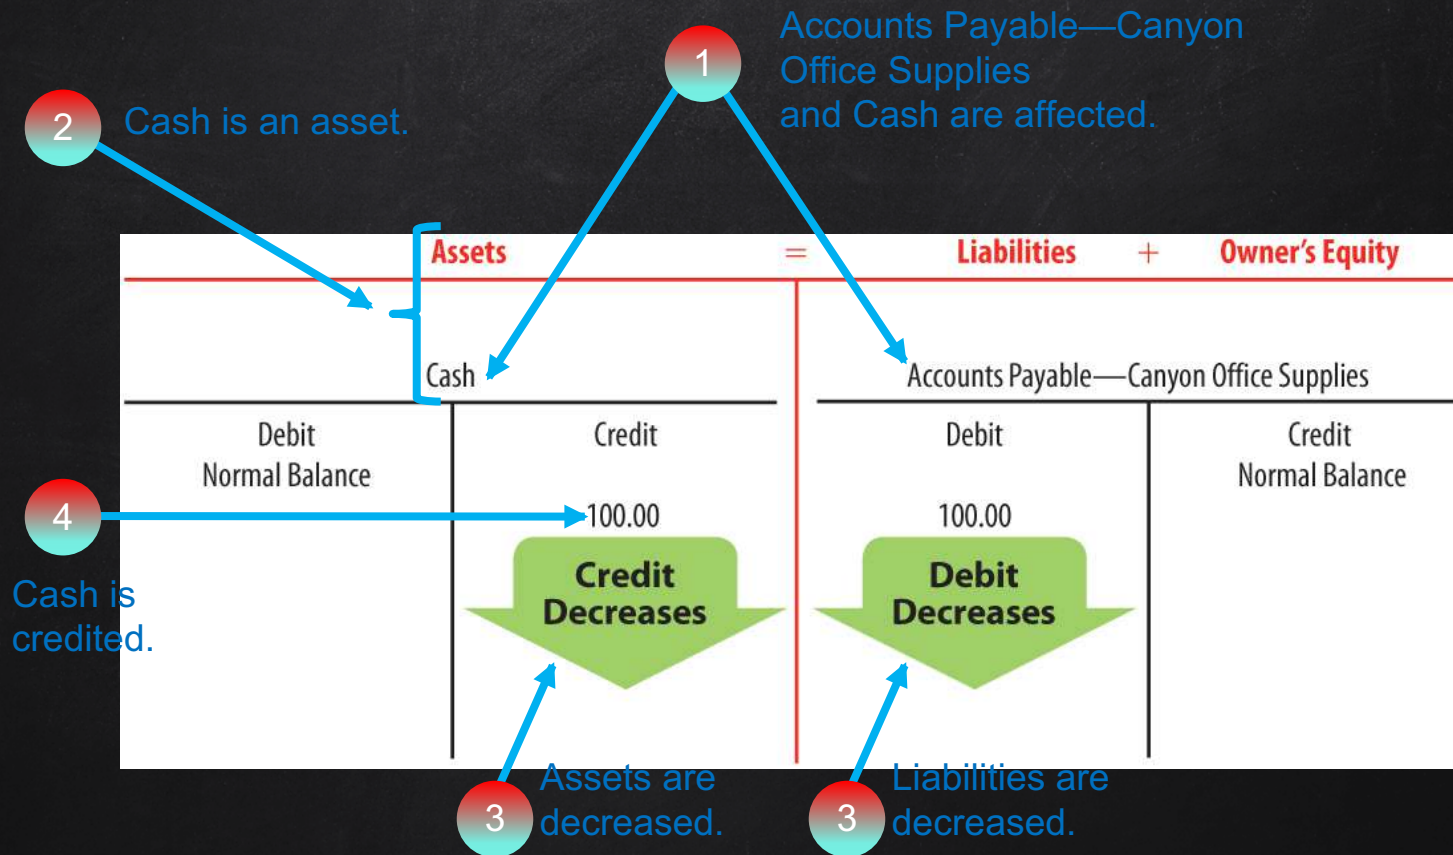 1
Accounts Payable—Canyon
Office Supplies
and Cash are affected.
2
Cash is an asset.
Assets = Liabilities + Owner's Equity
Cash
Accounts Payable—Canyon Office Supplies
Debit
Normal Balance
Credit
Debit
Credit
Normal Balance
4
100.00
100.00
Cash is
credited.
Credit
Decreases
Debit
Decreases
3
Assets are
decreased.
3
Liabilities are
decreased.